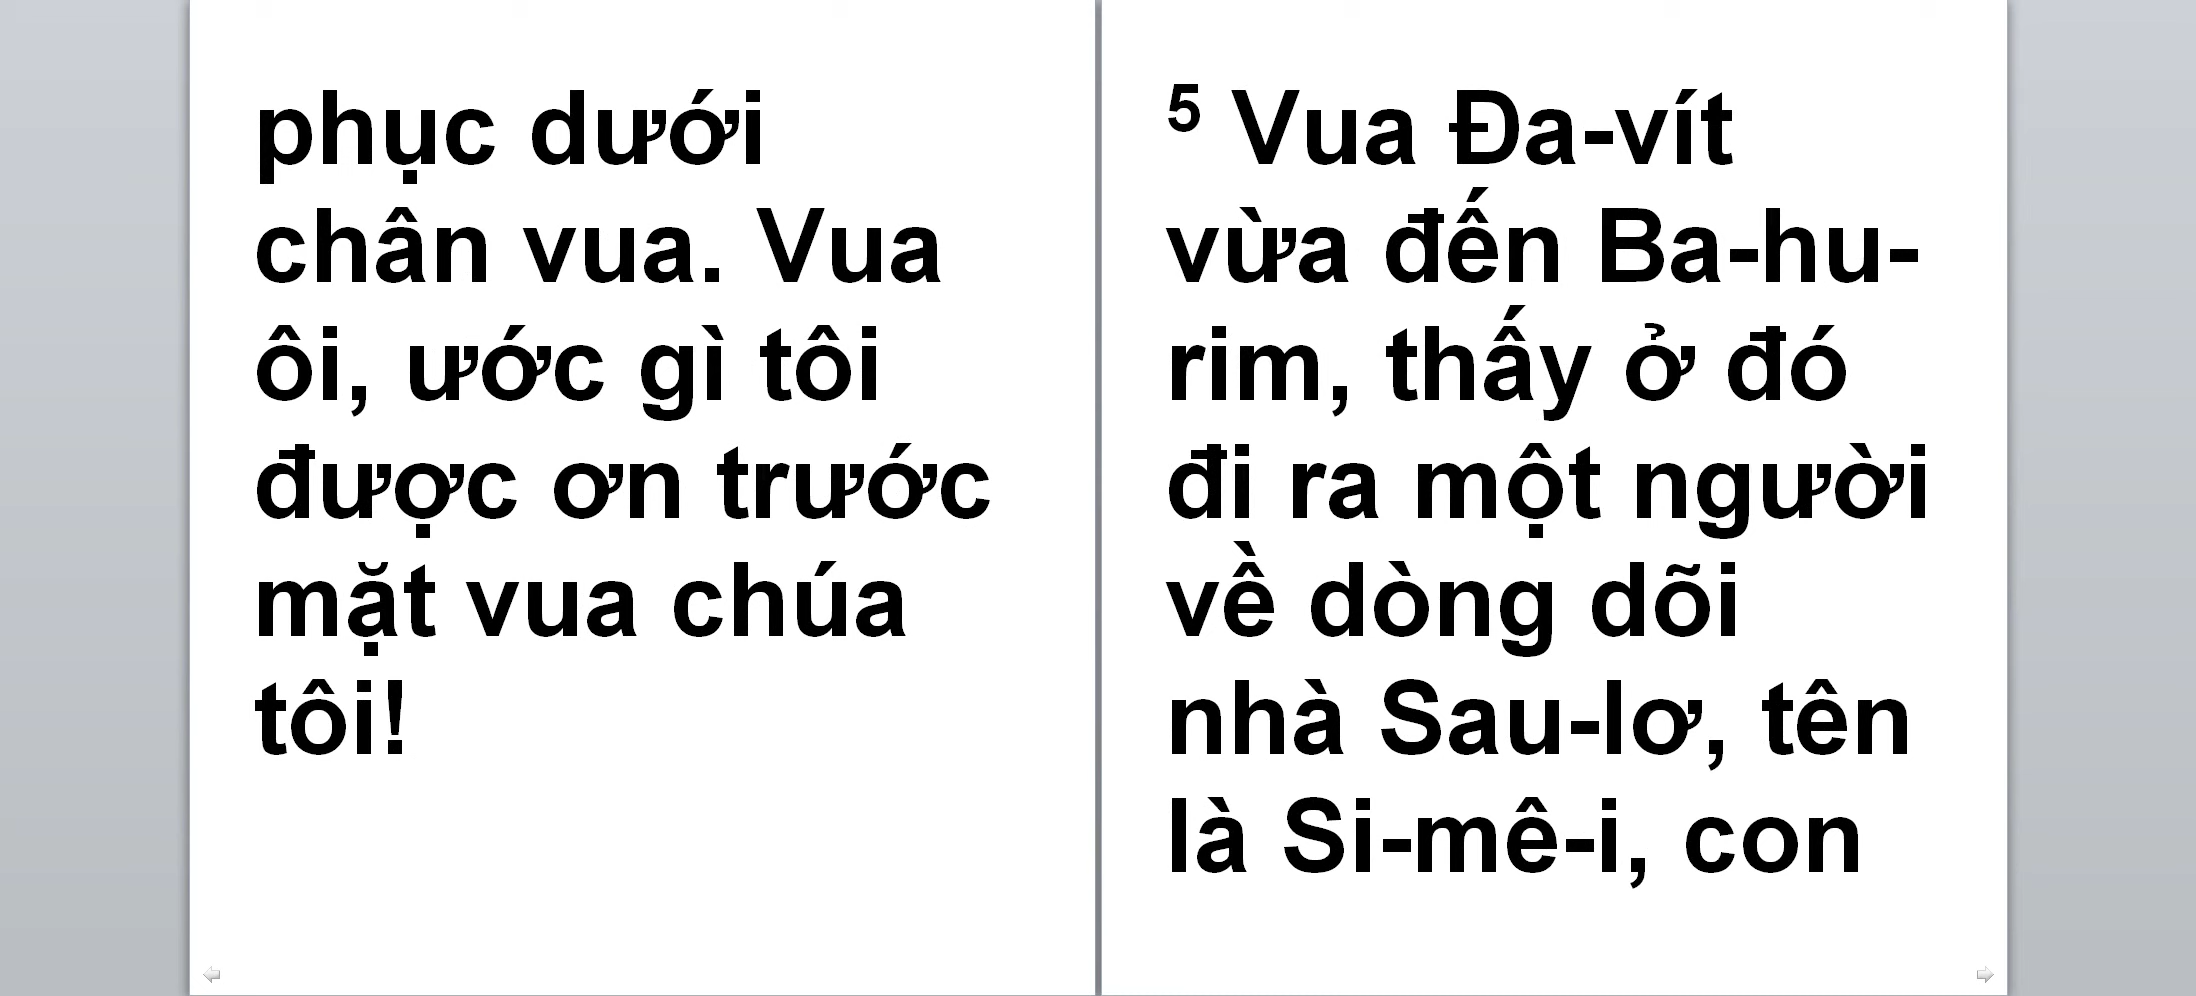 phục dưới
chân vua. Vua
ôi, ước gì tôi
được ơn trước
mặt vua chúa
tôi!
5 Vua Đa-vít
vừa đến Ba-hu-
rim, thấy ở đó
đi ra một người
về dòng dõi
nhà Sau-lơ, tên
là Si-mê-i, con